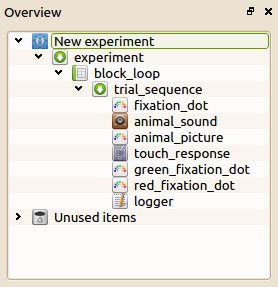 Overview
New experiment
experiment
block_loop
trial_sequence
fixation_dot
animal_sound
animal_picture
touch_response
green_fixation_dot
red_fixation_dot
logger
Unused items